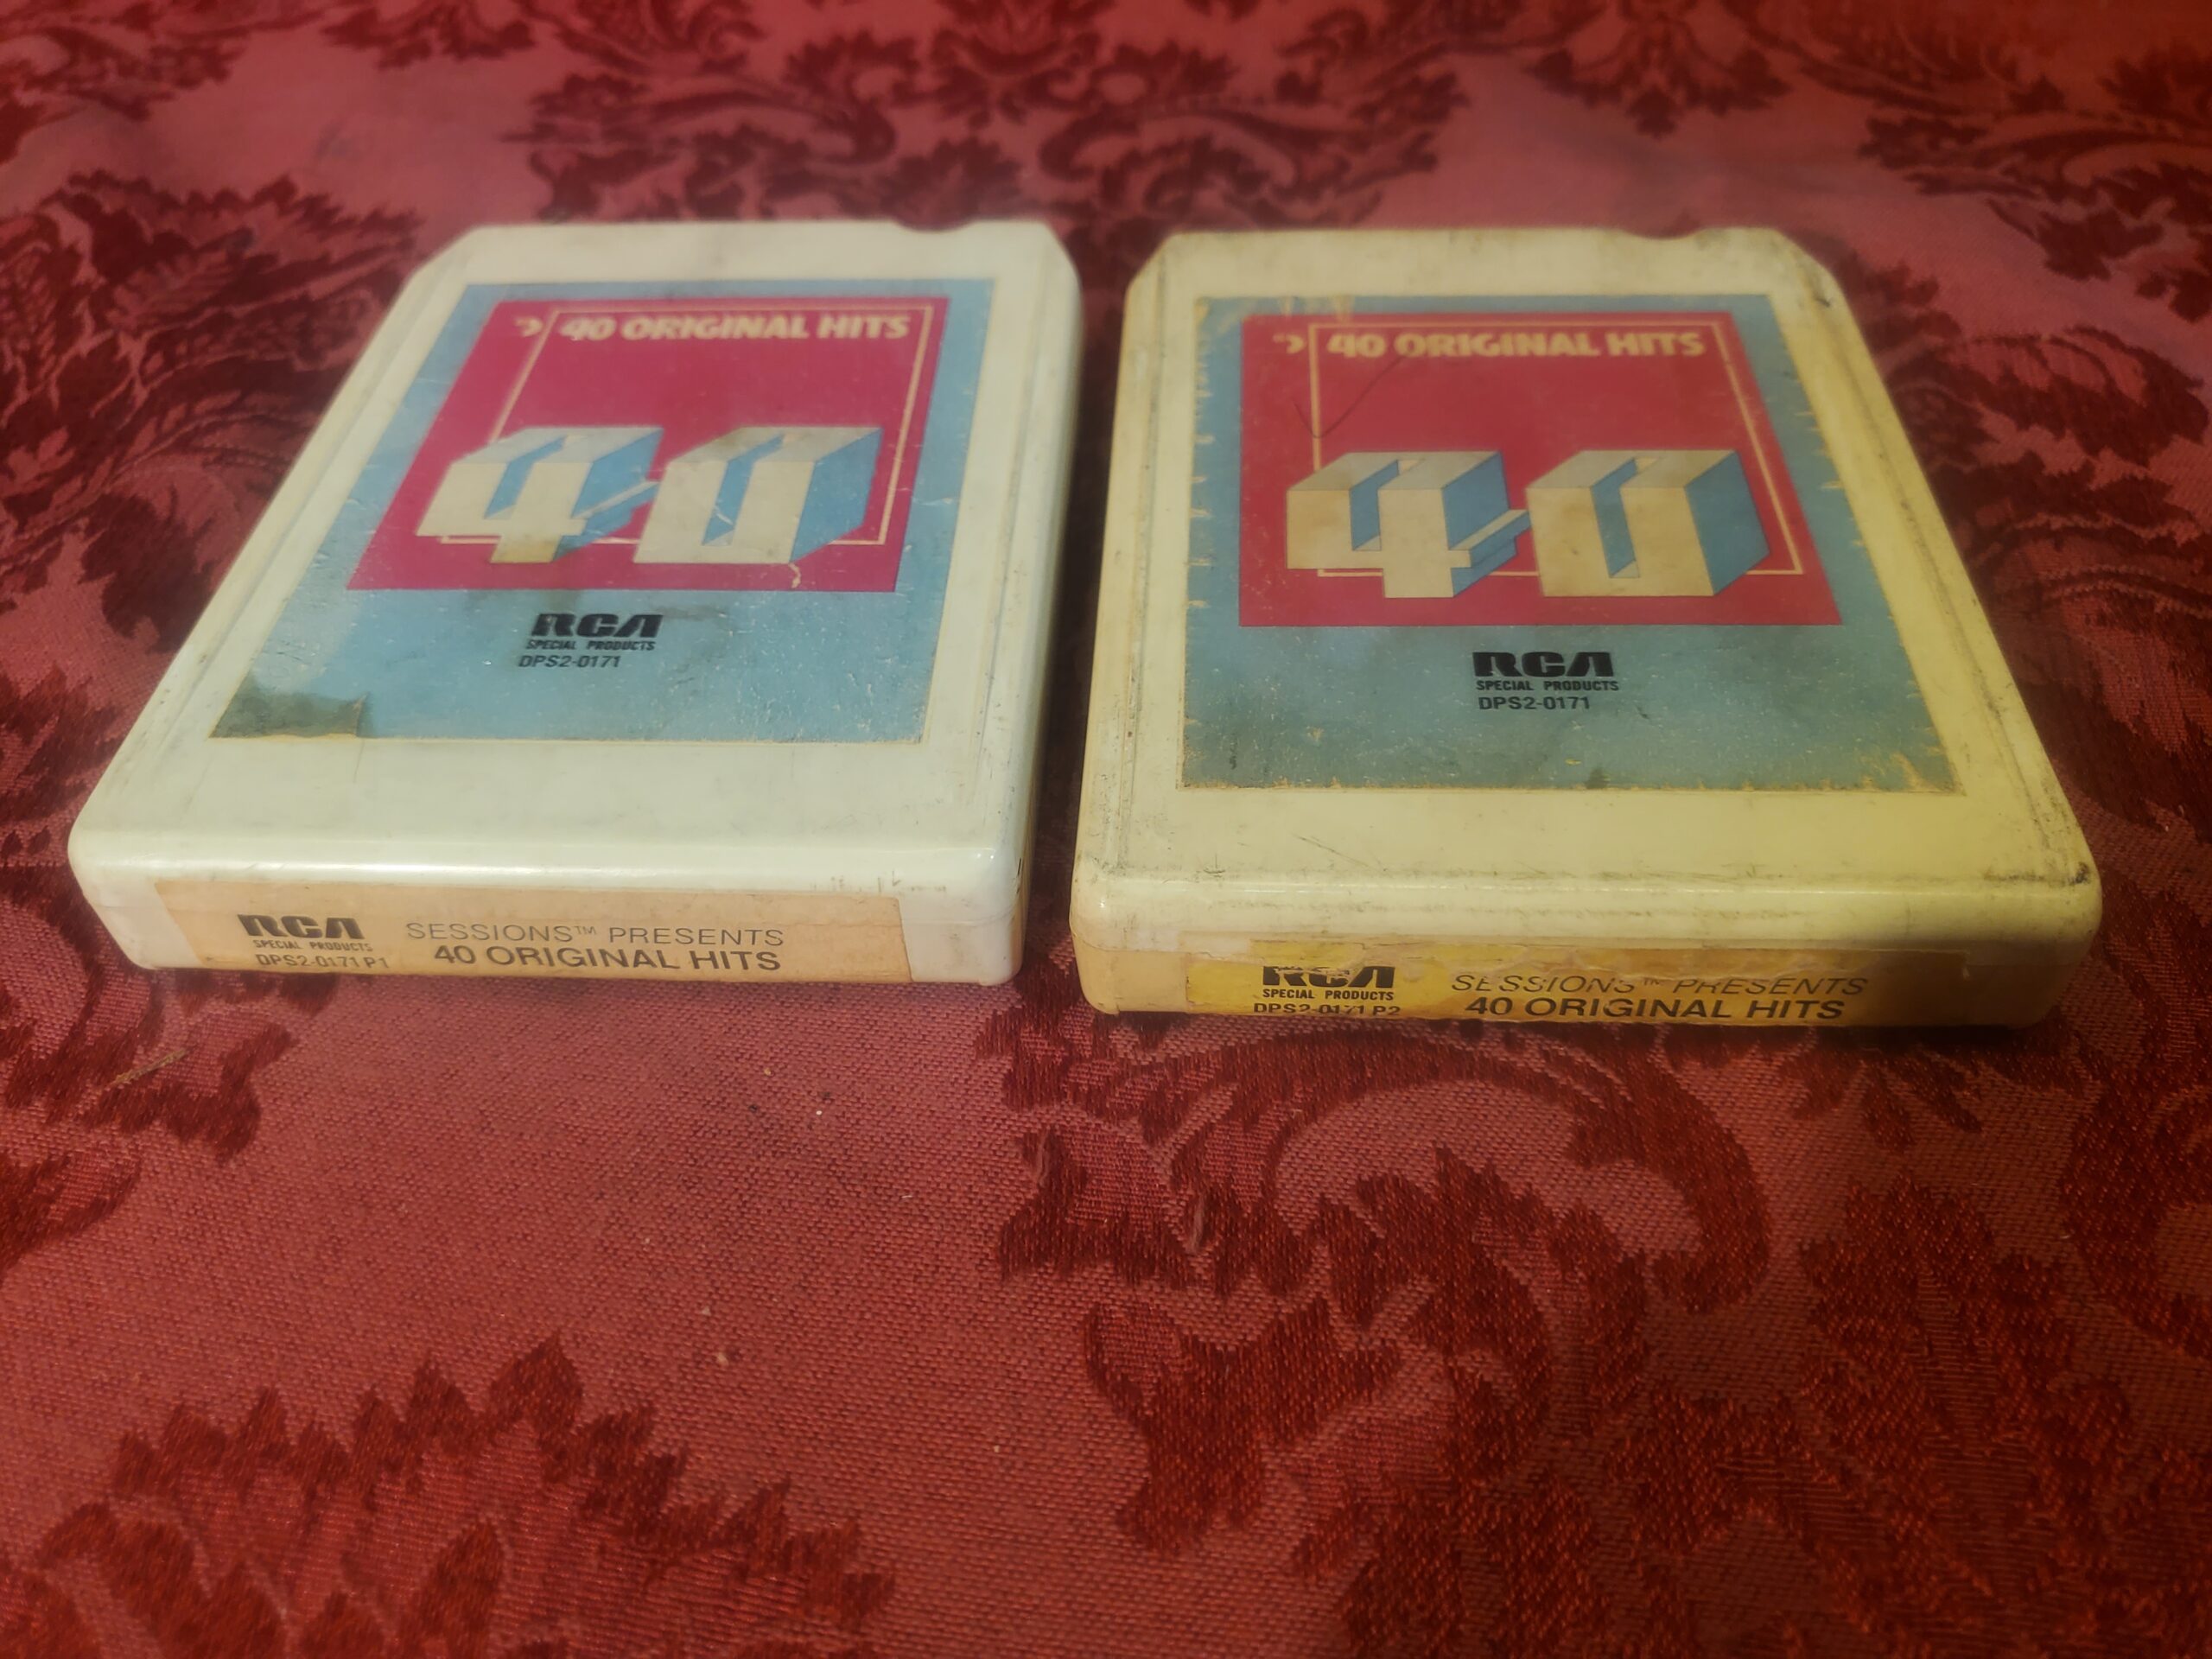 40 ORIGINAL HITS
40
RCA
SPECIAL PRODUCTS
DPS2-0171
RCA
SPECIAL PRODUCTS
DPS2-0171 P1
SESSIONS™ PRESENTS
40 ORIGINAL HITS
40 ORIGINAL HITS
40
RCA
SPECIAL PRODUCTS
DPS2-0171
RCA
SPECIAL PRODUCTS
DPS2-0171 P2
SESSIONS™ PRESENTS
40 ORIGINAL HITS